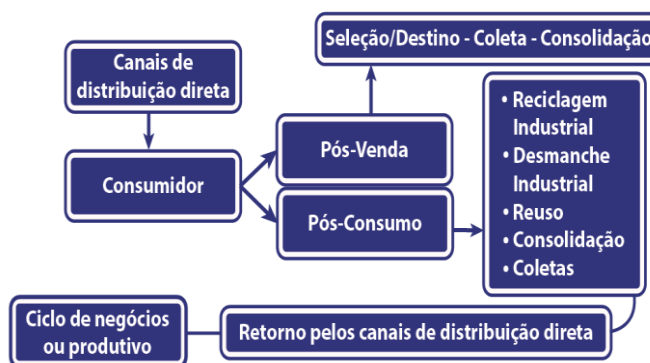 Canais de
distribuição direta
Consumidor
Seleção/Destino - Coleta - Consolidação
Pós-Venda
Pós-Consumo
• Reciclagem
Industrial
• Desmanche
Industrial
• Reuso
• Consolidação
• Coletas
Ciclo de negócios
ou produtivo
Retorno pelos canais de distribuição direta